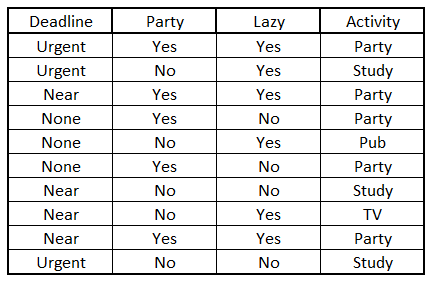 Deadline Party Lazy Activity
Urgent Yes Yes Party
Urgent No Yes Study
Near Yes Yes Party
None Yes No Party
None No Yes Pub
None Yes No Party
Near No No Study
Near No Yes TV
Near Yes Yes Party
Urgent No No Study